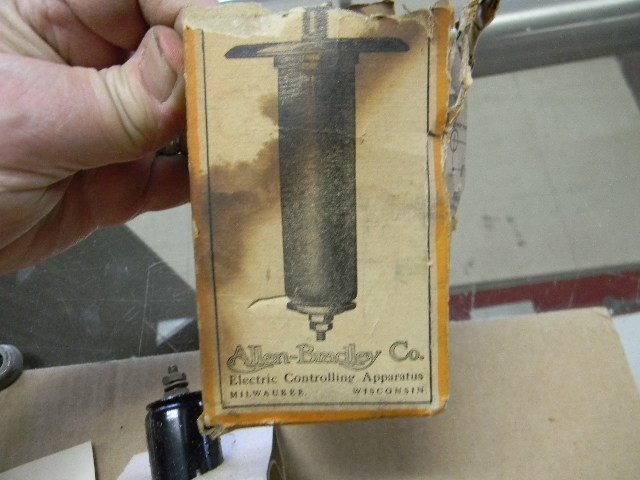 Allen-Bradley Co.
Electric Controlling Apparatus
MILWAUKEE, WISCONSIN